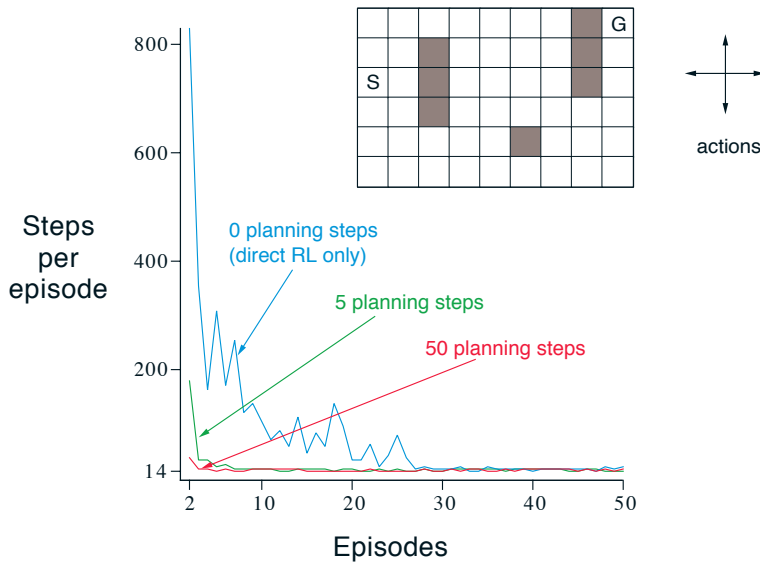 800
600
400
200
14
Steps
per
episode
2
10
20
30
40
50
Episodes
0 planning steps
(direct RL only)
5 planning steps
50 planning steps
S
G
actions